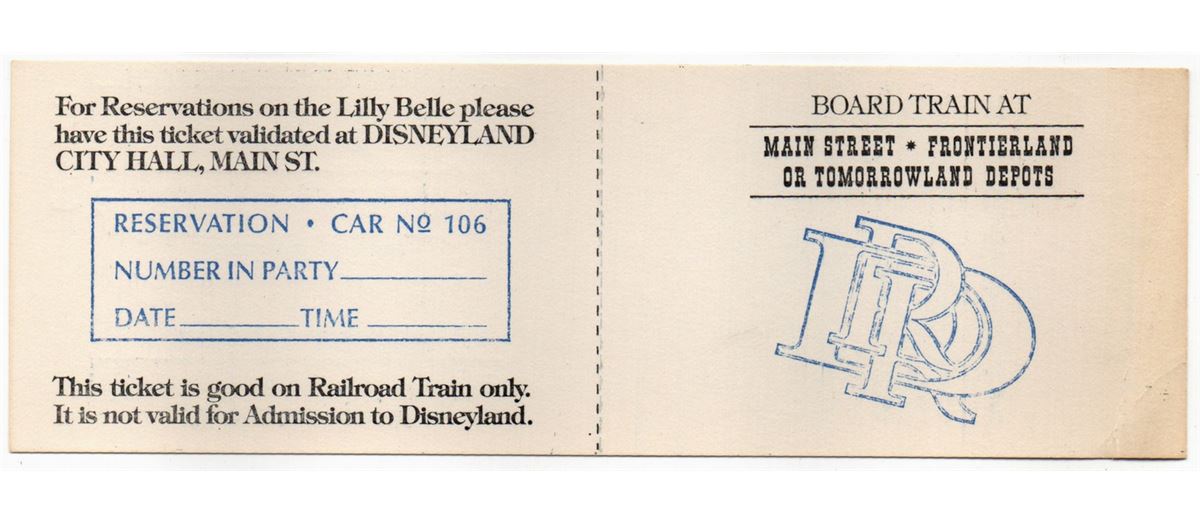 For Reservations on the Lilly Belle please
have this ticket validated at DISNEYLAND
CITY HALL, MAIN ST.
RESERVATION • CAR Nº 106
NUMBER IN PARTY
DATE TIME
This ticket is good on Railroad Train only.
It is not valid for Admission to Disneyland.
BOARD TRAIN AT
MAIN STREET * FRONTIERLAND
OR TOMORROWLAND DEPOTS